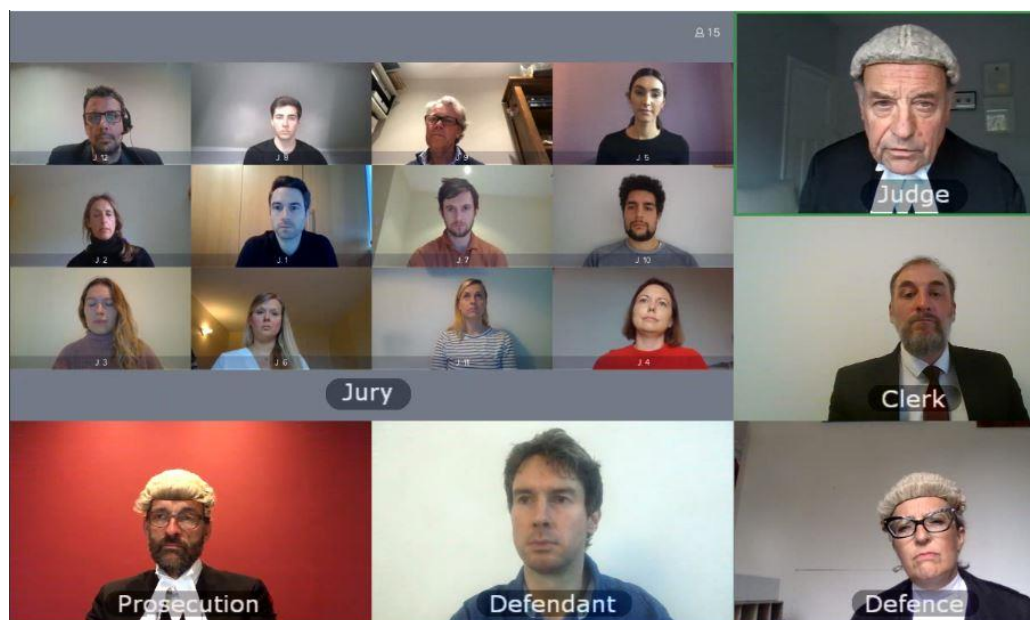 15
J. 12
J. 8
J. 9
J. 5
Judge
J. 2
J. 1
J. 7
J. 10
J. 3
J. 6
J. 11
J. 4
Clerk
Jury
Prosecution
Defendant
Defence